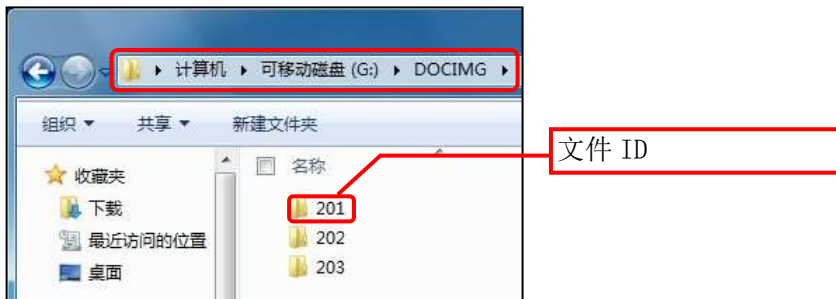 计算机 可移动磁盘 (G:) DOCIMG
组织 共享 新建文件夹
收藏夹
下载
最近访问的位置
桌面
名称
201
202
203
文件 ID